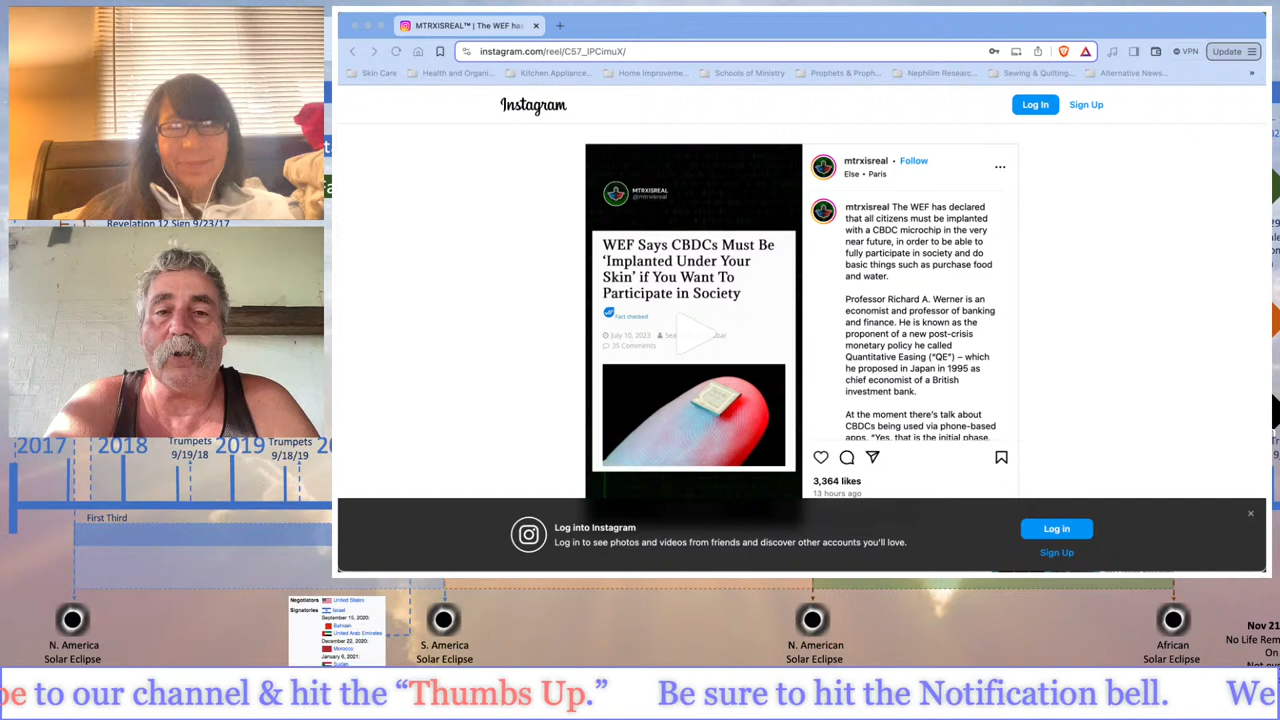 MTRXISREAL™ | The WEF has
instagram.com/reel/C57_IPCimuX/
VPN
Update
Skin Care
Health and Organi...
Kitchen Appliance...
Home Improveme...
Schools of Ministry
Prophets & Proph...
Nephilim Researc...
Sewing & Quilting...
Alternative News...
»
Instagram
Log In
Sign Up
MTRXISREAL
@mtrxisreal
WEF Says CBDCs Must Be
‘Implanted Under Your
Skin’ if You Want To
Participate in Society
Fact checked
July 10, 2023
35 Comments
mtrxisreal • Follow
Else • Paris
mtrxisreal The WEF has declared
that all citizens must be implanted
with a CBDC microchip in the very
near future, in order to be able to
fully participate in society and do
basic things such as purchase food
and water.
Professor Richard A. Werner is an
economist and professor of banking
and finance. He is known as the
proponent of a new post-crisis
monetary policy he called
Quantitative Easing (“QE”) – which
he proposed in Japan in 1995 as
chief economist of a British
investment bank.
At the moment there's talk about
CBDCs being used via phone-based
apps. “Yes, that is the initial phase.
3,364 likes
13 hours ago
Log into Instagram
Log in to see photos and videos from friends and discover other accounts you'll love.
Log in
Sign Up
1. Revelation 12 Sign 9/23/17
2017
2018
Trumpets
9/19/18
2019
Trumpets
9/18/19
First Third
Negotiators United States
Signatories Israel
September 15, 2020:
Bahrain
United Arab Emirates
December 22, 2020:
Morocco
January 6, 2021:
Sudan
N. America
Solar Eclipse
S. America
Solar Eclipse
N. American
Solar Eclipse
African
Solar Eclipse
Nov 21
No Life Rem
On
to our channel & hit the “Thumbs Up.” Be sure to hit the Notification bell. We